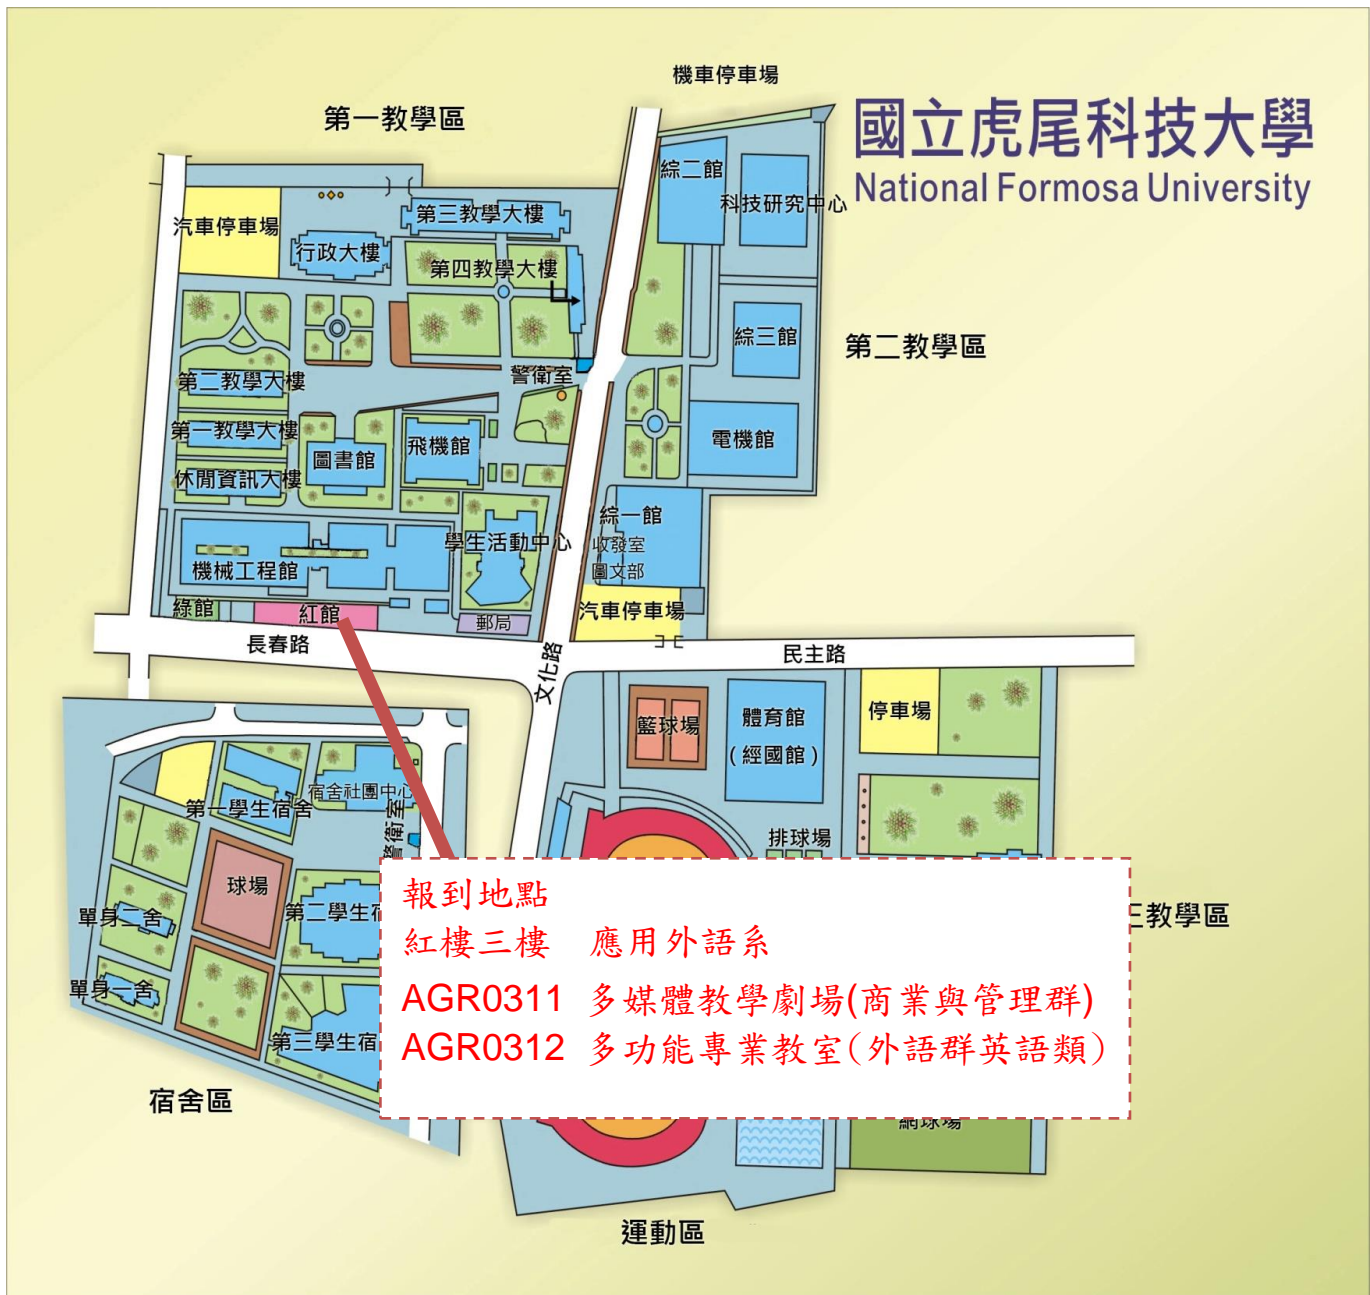 機車停車場
國立虎尾科技大學
National Formosa University
第一教學區
綜二館
科技研究中心
汽車停車場
第三教學大樓
行政大樓
第四教學大樓
綜三館
第二教學區
警衛室
第二教學大樓
第一教學大樓
飛機館
電機館
圖書館
休閒資訊大樓
綜一館
學生活動中心
收發室
圖文部
機械工程館
綠館
紅館
郵局
汽車停車場
長春路
文化路
民主路
籃球場
體育館
(經國館)
停車場
宿舍社團中心
第一學生宿舍
警衛室
排球場
球場
第二學生宿
單身二舍
三教學區
單身一舍
第三學生宿
報到地點
紅樓三樓 應用外語系
AGR0311 多媒體教學劇場(商業與管理群)
AGR0312 多功能專業教室(外語群英語類)
宿舍區
網球場
運動區